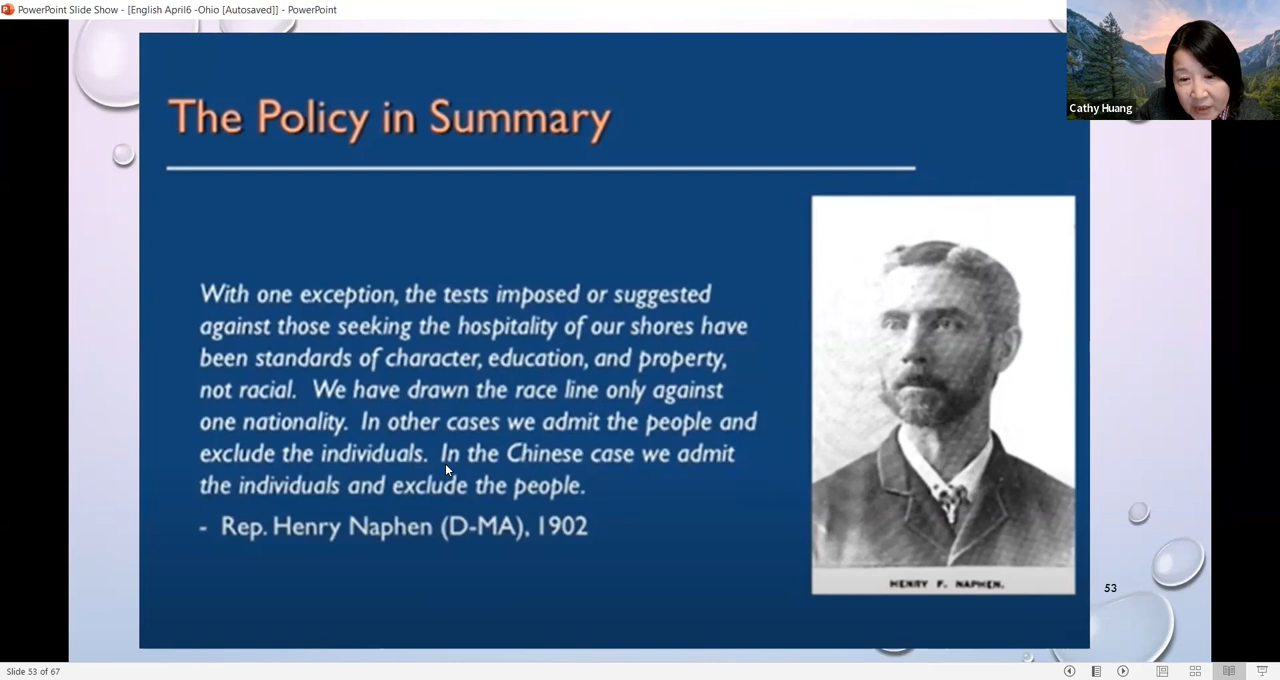 PowerPoint Slide Show - [English April6 -Ohio [Autosaved]] - PowerPoint
Cathy Huang
The Policy in Summary
With one exception, the tests imposed or suggested
against those seeking the hospitality of our shores have
been standards of character, education, and property,
not racial. We have drawn the race line only against
one nationality. In other cases we admit the people and
exclude the individuals. In the Chinese case we admit
the individuals and exclude the people.
- Rep. Henry Naphen (D-MA), 1902
HENRY F. NAPHEN.
53
Slide 53 of 67